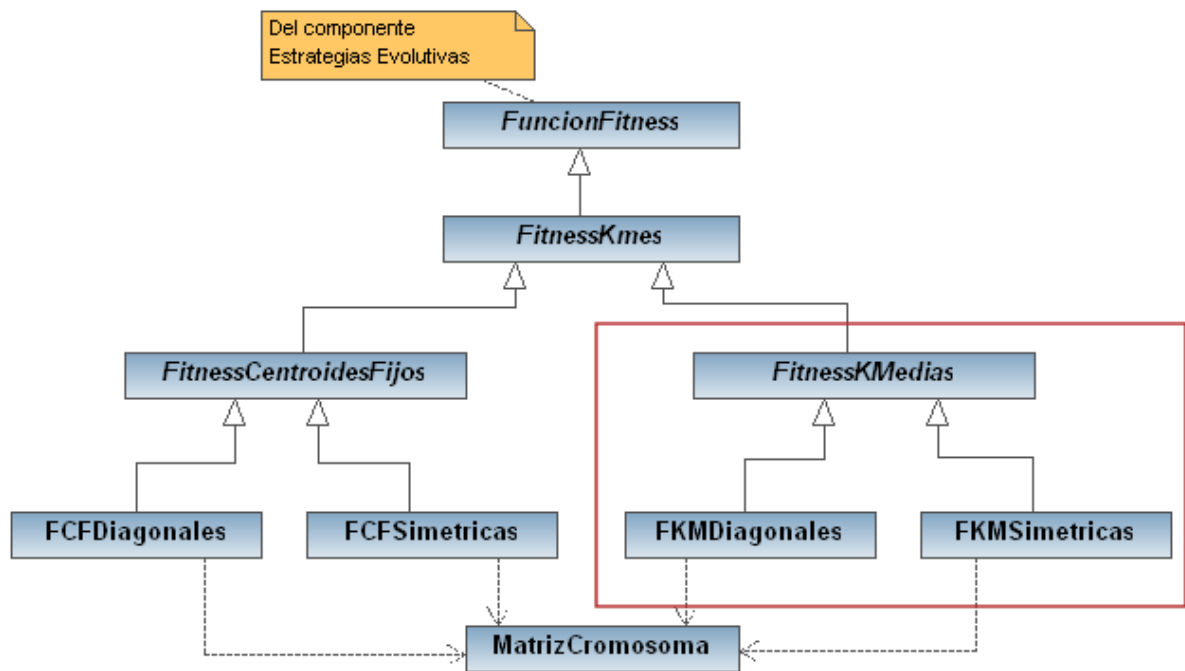 Del componente
Estrategias Evolutivas
FuncionFitness
FitnessKmes
FitnessCentroidesFijos
FitnessKMedias
FCFDiagonales
FCFSimetricas
FKMDiagonales
FKMSimetricas
MatrizCromosoma